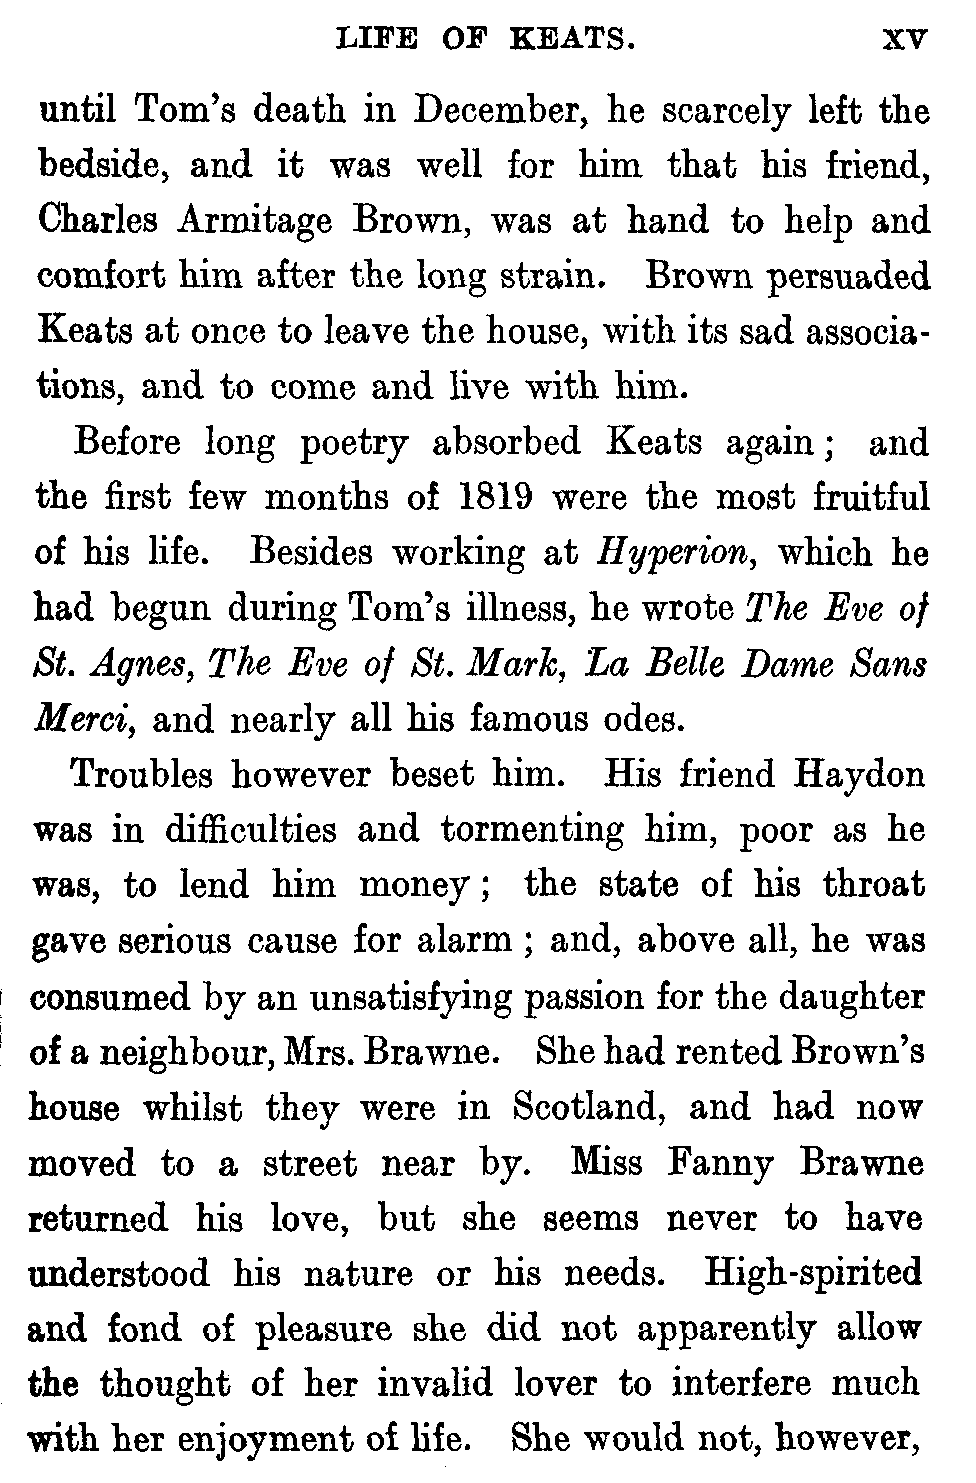 LIFE OF KEATS. XV
until Tom's death in December, he scarcely left the
bedside, and it was well for him that his friend,
Charles Armitage Brown, was at hand to help and
comfort him after the long strain. Brown persuaded
Keats at once to leave the house, with its sad associa-
tions, and to come and live with him.
Before long poetry absorbed Keats again; and
the first few months of 1819 were the most fruitful
of his life. Besides working at Hyperion, which he
had begun during Tom's illness, he wrote The Eve of
St. Agnes, The Eve of St. Mark, La Belle Dame Sans
Merci, and nearly all his famous odes.
Troubles however beset him. His friend Haydon
was in difficulties and tormenting him, poor as he
was, to lend him money; the state of his throat
gave serious cause for alarm; and, above all, he was
consumed by an unsatisfying passion for the daughter
of a neighbour, Mrs. Brawne. She had rented Brown's
house whilst they were in Scotland, and had now
moved to a street near by. Miss Fanny Brawne
returned his love, but she seems never to have
understood his nature or his needs. High-spirited
and fond of pleasure she did not apparently allow
the thought of her invalid lover to interfere much
with her enjoyment of life. She would not, however,